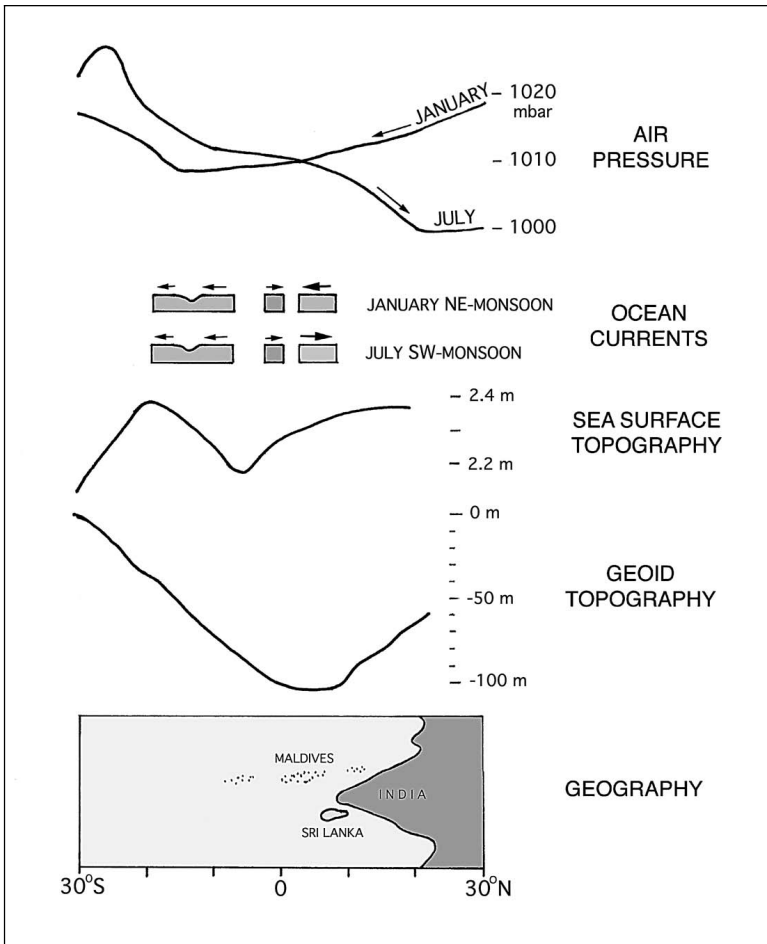 JANUARY
– 1020
mbar
– 1010
JULY
– 1000
AIR
PRESSURE
JANUARY NE-MONSOON
JULY SW-MONSOON
OCEAN
CURRENTS
– 2.4 m
– 2.2 m
SEA SURFACE
TOPOGRAPHY
– 0 m
– -50 m
– -100 m
GEOID
TOPOGRAPHY
MALDIVES
INDIA
SRI LANKA
GEOGRAPHY
30°S
0
30°N